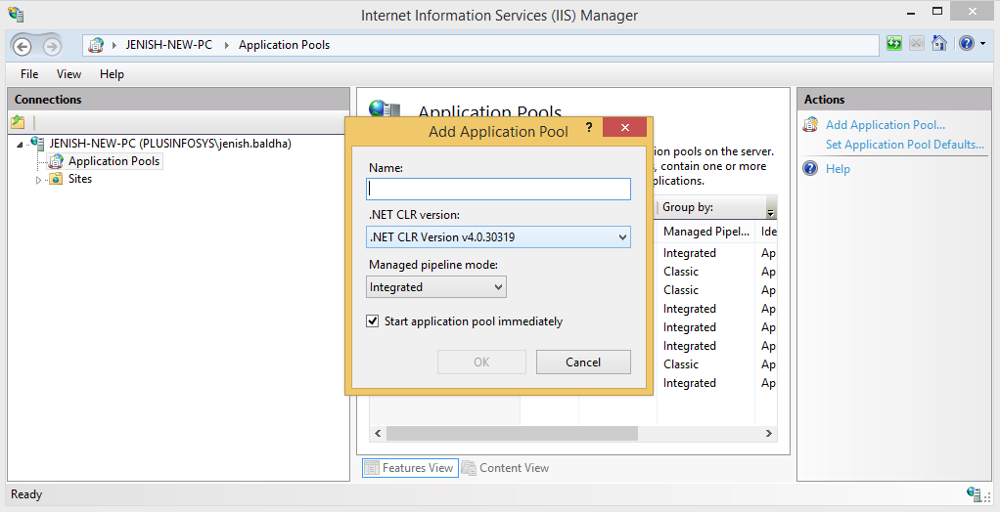 Internet Information Services (IIS) Manager
JENISH-NEW-PC Application Pools
File View Help
Connections
JENISH-NEW-PC (PLUSINFOSYS\jenish.baldha)
Application Pools
Sites
Application Pools
ion pools on the server.
, contain one or more
plications.
Group by:
Managed Pipel... Ide
Integrated Ap
Classic Ap
Classic Ap
Integrated Ap
Integrated Ap
Integrated Ap
Classic Ap
Integrated Ap
Add Application Pool ?
Name:
.NET CLR version:
.NET CLR Version v4.0.30319
Managed pipeline mode:
Integrated
Start application pool immediately
OK Cancel
Features View Content View
Actions
Add Application Pool...
Set Application Pool Defaults...
Help
Ready